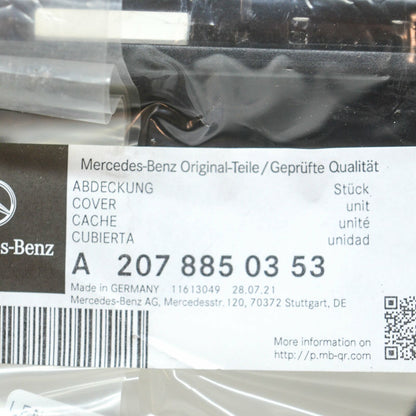 Mercedes-Benz Original-Teile/Geprüfte Qualität
ABDECKUNG Stück
COVER unit
CACHE unité
CUBIERTA unidad
s-Benz
A 207 885 03 53
Made in GERMANY 11613049 28.07.21
Mercedes-Benz AG, Mercedesstr. 120, 70372 Stuttgart, DE
More information on
http://p.mb-qr.com/